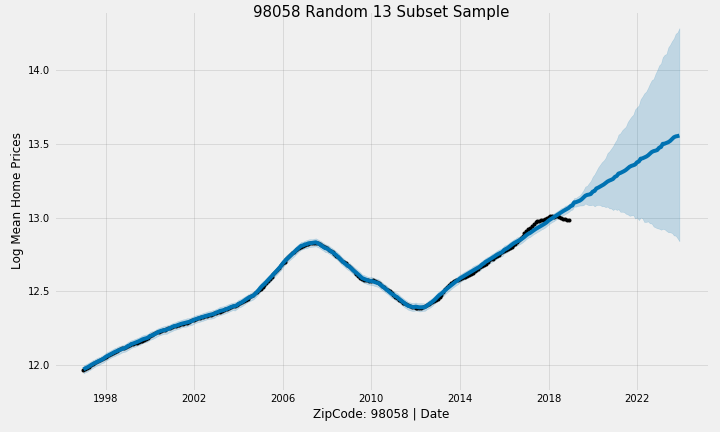 98058 Random 13 Subset Sample
Log Mean Home Prices
14.0
13.5
13.0
12.5
12.0
1998 2002 2006 2010 2014 2018 2022
ZipCode: 98058 | Date